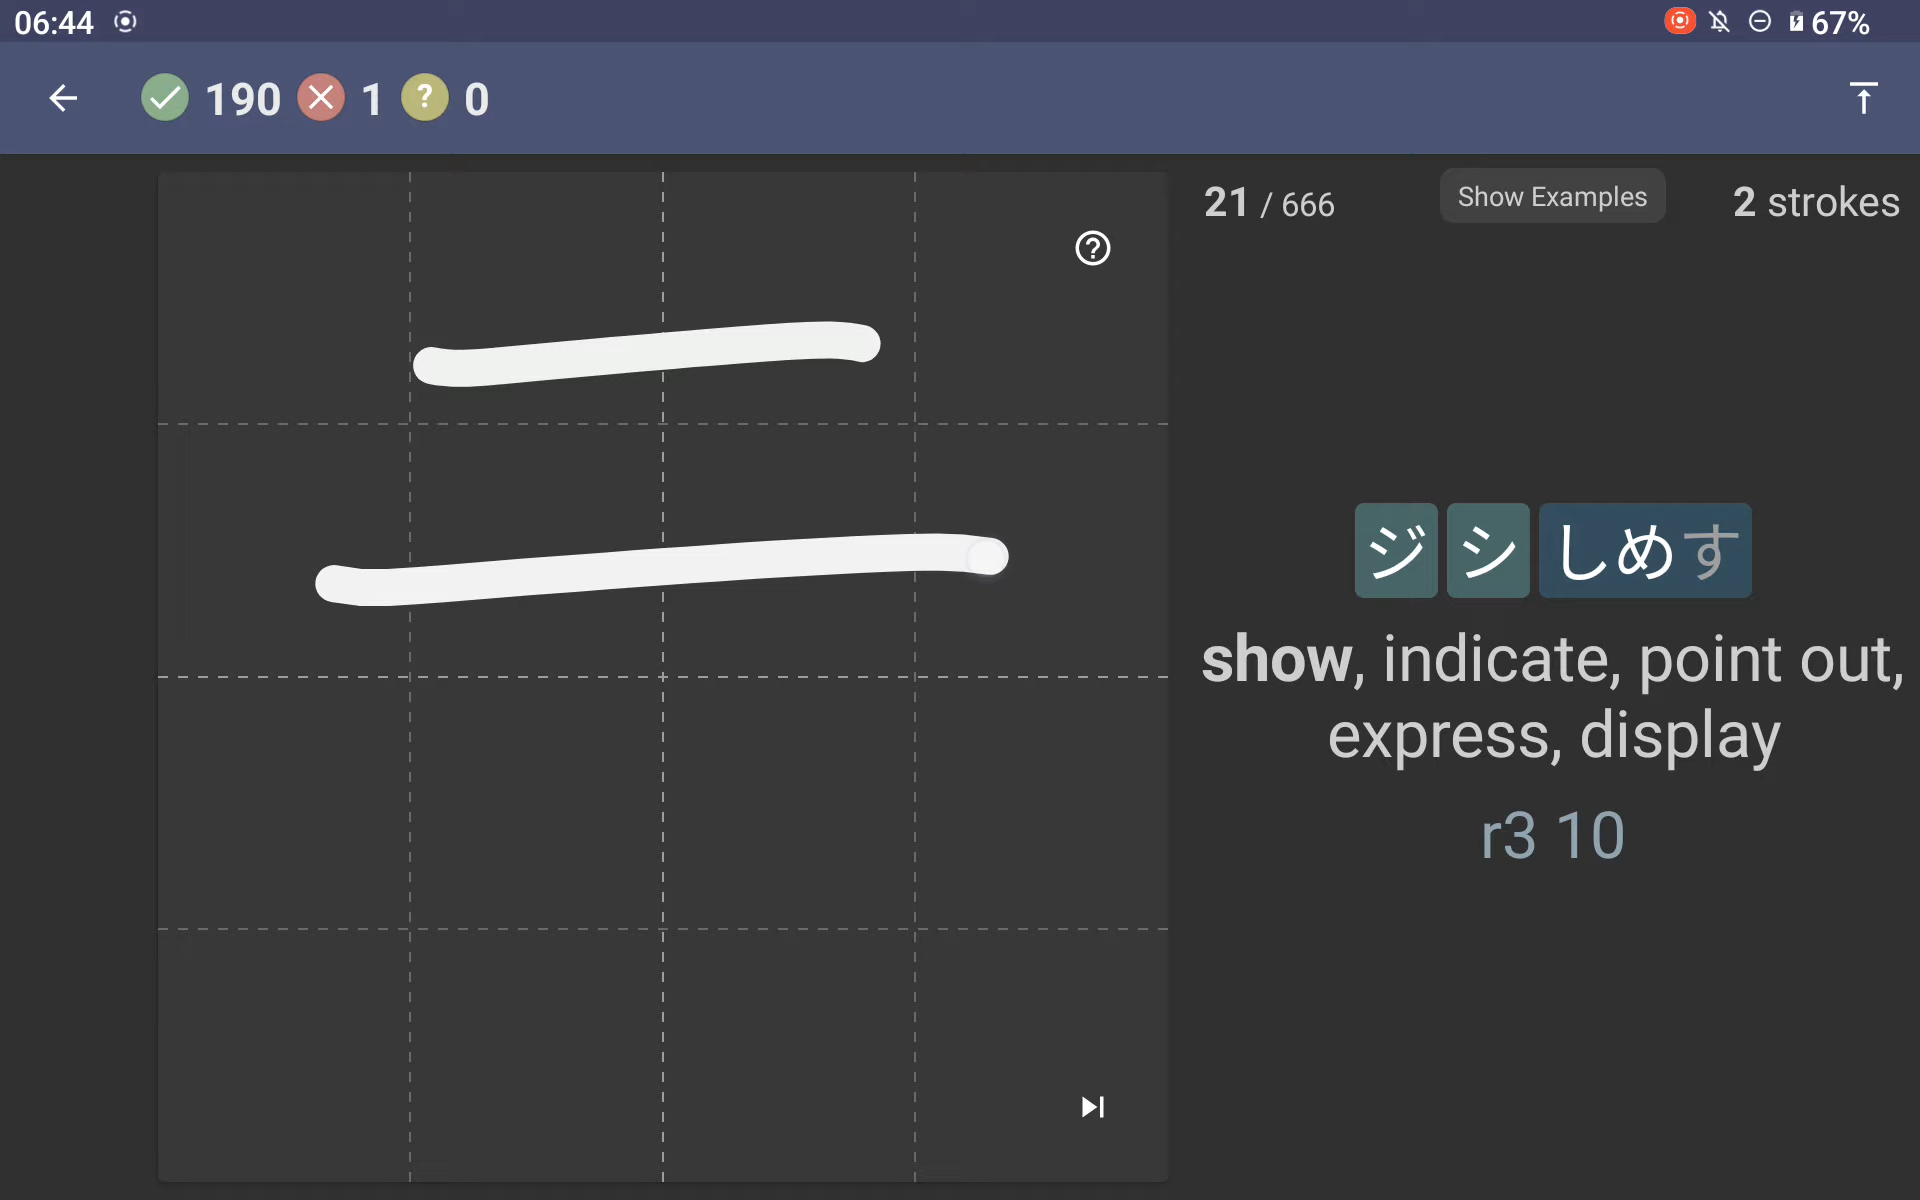 06:44 67%
190 1 ? 0
21 / 666 Show Examples 2 strokes
ジ シ しめす
show, indicate, point out,
express, display
r3 10